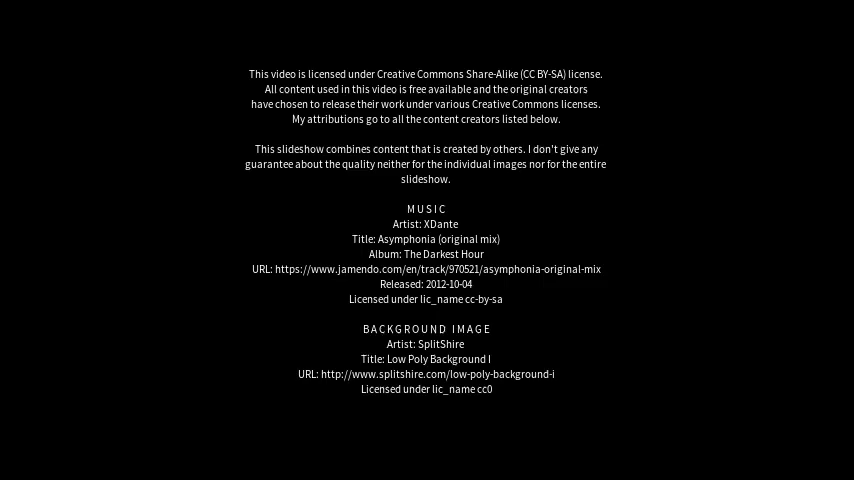 This video is licensed under Creative Commons Share-Alike (CC BY-SA) license.
All content used in this video is free available and the original creators
have chosen to release their work under various Creative Commons licenses.
My attributions go to all the content creators listed below.
This slideshow combines content that is created by others. I don't give any
guarantee about the quality neither for the individual images nor for the entire
slideshow.
M U S I C
Artist: XDante
Title: Asymphonia (original mix)
Album: The Darkest Hour
URL: https://www.jamendo.com/en/track/970521/asymphonia-original-mix
Released: 2012-10-04
Licensed under lic_name cc-by-sa
B A C K G R O U N D   I M A G E
Artist: SplitShire
Title: Low Poly Background I
URL: http://www.splitshire.com/low-poly-background-i
Licensed under lic_name cc0